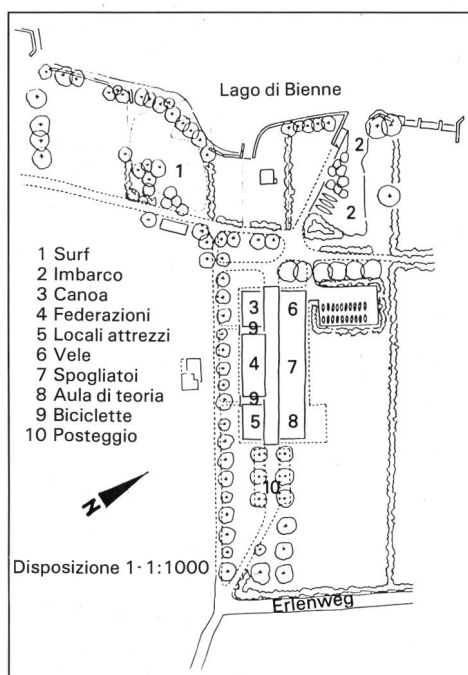 Lago di Bienne
2
1
2
1 Surf
2 Imbarco
3 Canoa
4 Federazioni
5 Locali attrezzi
6 Vele
7 Spogliatoi
8 Aula di teoria
9 Biciclette
10 Posteggio
3
6
9
4
7
9
5
8
10
N
Disposizione 1 - 1:1000
Erlenweg